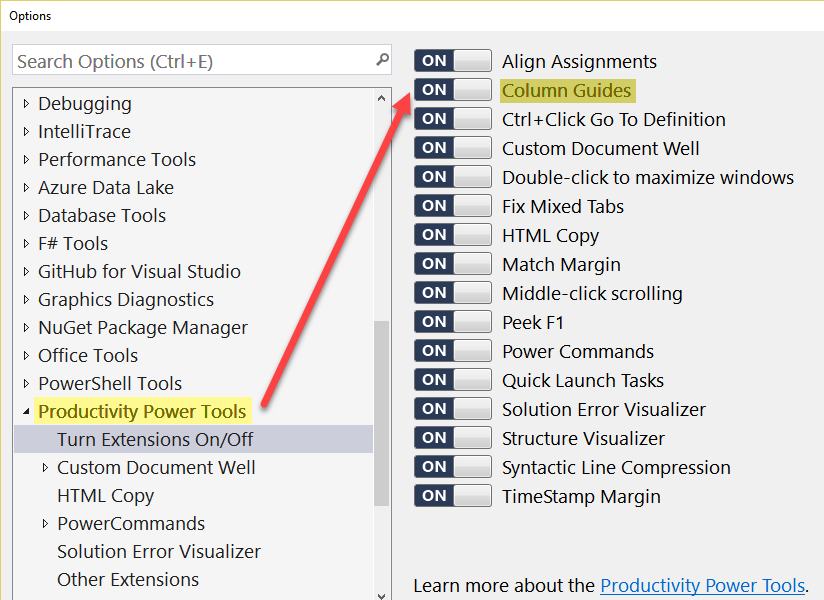 Options
Search Options (Ctrl+E)
Debugging
IntelliTrace
Performance Tools
Azure Data Lake
Database Tools
F# Tools
GitHub for Visual Studio
Graphics Diagnostics
NuGet Package Manager
Office Tools
PowerShell Tools
Productivity Power Tools
Turn Extensions On/Off
Custom Document Well
HTML Copy
PowerCommands
Solution Error Visualizer
Other Extensions
ON Align Assignments
ON Column Guides
ON Ctrl+Click Go To Definition
ON Custom Document Well
ON Double-click to maximize windows
ON Fix Mixed Tabs
ON HTML Copy
ON Match Margin
ON Middle-click scrolling
ON Peek F1
ON Power Commands
ON Quick Launch Tasks
ON Solution Error Visualizer
ON Structure Visualizer
ON Syntactic Line Compression
ON TimeStamp Margin
Learn more about the Productivity Power Tools.